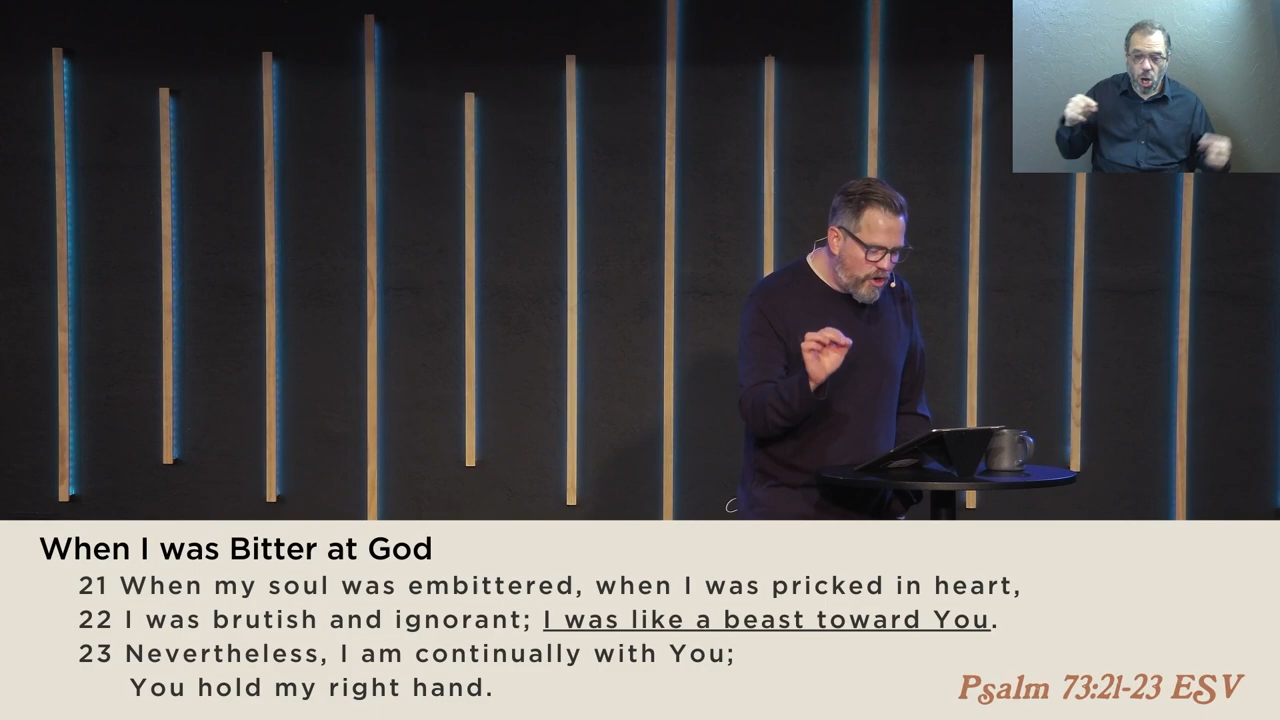 When I was Bitter at God
21 When my soul was embittered, when I was pricked in heart,
22 I was brutish and ignorant; I was like a beast toward You.
23 Nevertheless, I am continually with You;
You hold my right hand.
Psalm 73:21-23 ESV